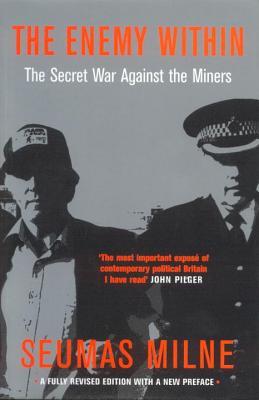 THE ENEMY WITHIN
The Secret War Against the Miners
'The most important exposé of
contemporary political Britain
I have read' JOHN PILGER
SEUMAS MILNE
• A FULLY REVISED EDITION WITH A NEW PREFACE •